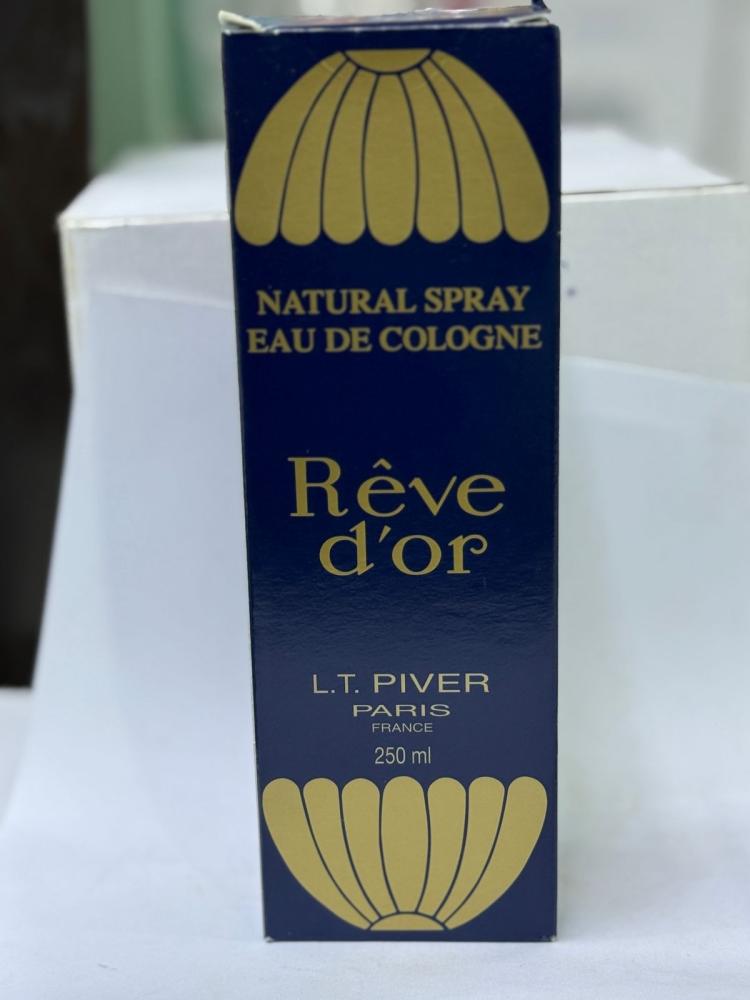 NATURAL SPRAY
EAU DE COLOGNE
Rêve
d'or
L.T. PIVER
PARIS
FRANCE
250 ml